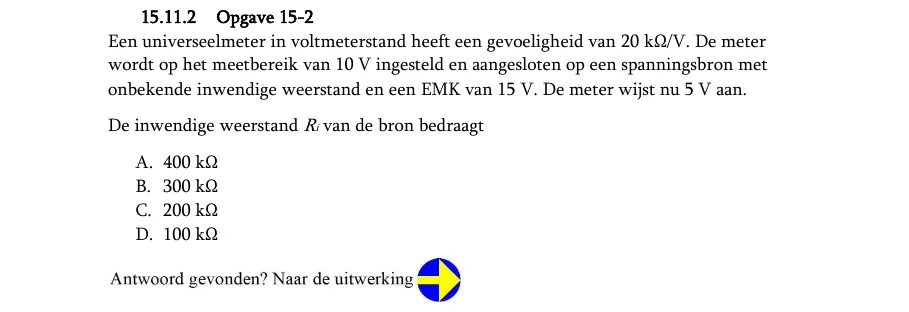 15.11.2 Opgave 15-2
Een universeelmeter in voltmeterstand heeft een gevoeligheid van 20 kΩ/V. De meter
wordt op het meetbereik van 10 V ingesteld en aangesloten op een spanningsbron met
onbekende inwendige weerstand en een EMK van 15 V. De meter wijst nu 5 V aan.
De inwendige weerstand Ri van de bron bedraagt
A. 400 kΩ
B. 300 kΩ
C. 200 kΩ
D. 100 kΩ
Antwoord gevonden? Naar de uitwerking